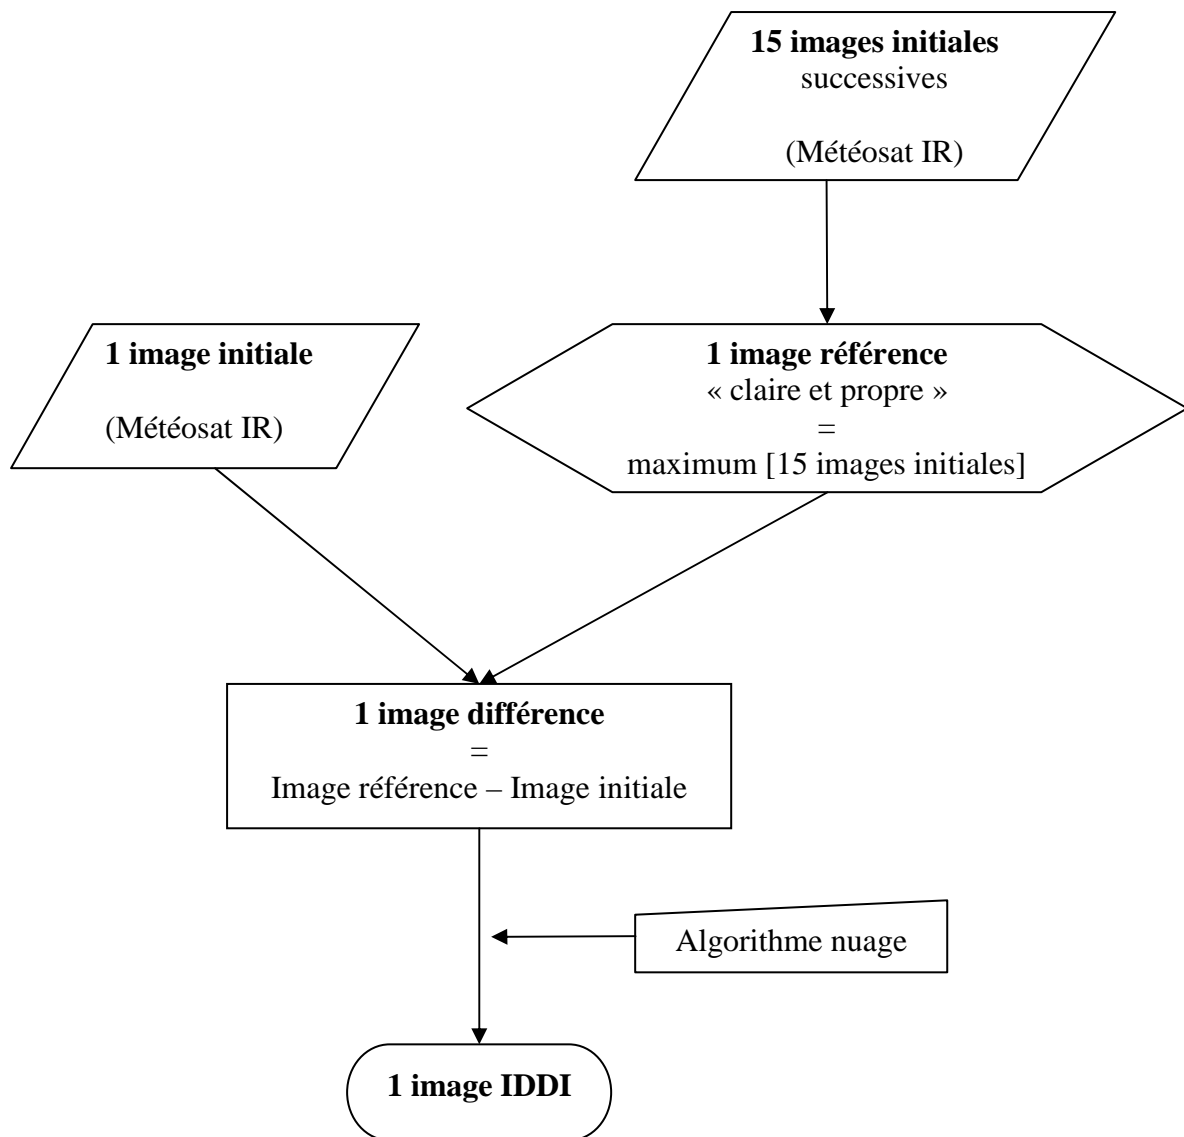 15 images initiales
successives
(Météosat IR)
1 image initiale
(Météosat IR)
1 image référence
« claire et propre »
=
maximum [15 images initiales]
1 image différence
=
Image référence – Image initiale
Algorithme nuage
1 image IDDI